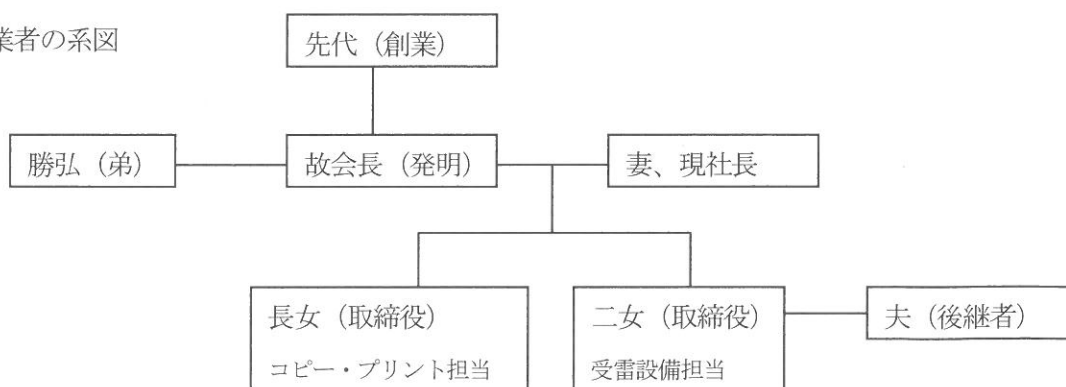 業者の系図
先代（創業）
勝弘（弟）
故会長（発明）
妻、現社長
長女（取締役）
コピー・プリント担当
二女（取締役）
受雷設備担当
夫（後継者）